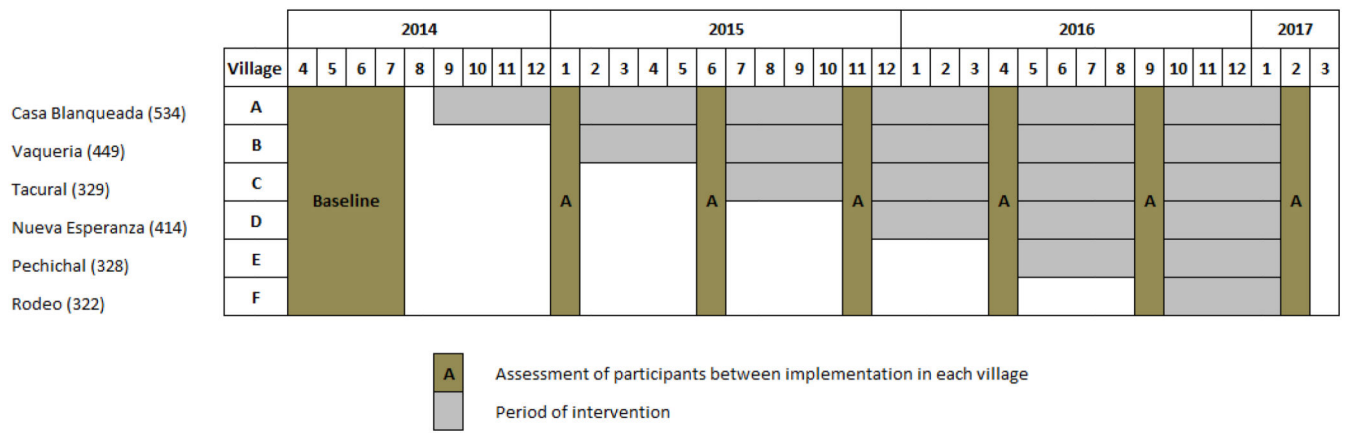 2014 2015 2016 2017
Village 4 5 6 7 8 9 10 11 12 1 2 3 4 5 6 7 8 9 10 11 12 1 2 3 4 5 6 7 8 9 10 11 12 1 2 3
Casa Blanqueada (534) A
Vaqueria (449) B
Tacural (329) C
Baseline A A A A A A
Nueva Esperanza (414) D
Pechichal (328) E
Rodeo (322) F
A Assessment of participants between implementation in each village
Period of intervention